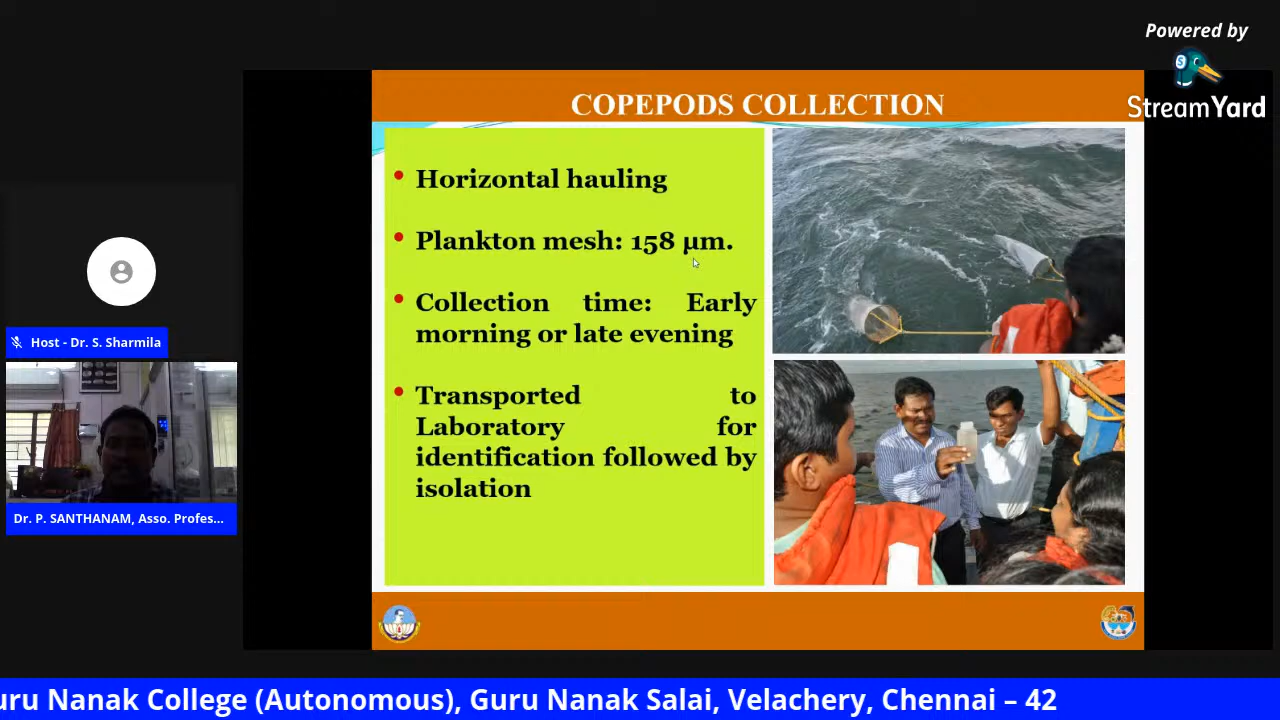 Powered by
StreamYard
COPEPODS COLLECTION
• Horizontal hauling
• Plankton mesh: 158 µm.
• Collection time: Early
morning or late evening
• Transported to
Laboratory for
identification followed by
isolation
Host - Dr. S. Sharmila
Dr. P. SANTHANAM, Asso. Profes...
uru Nanak College (Autonomous), Guru Nanak Salai, Velachery, Chennai – 42